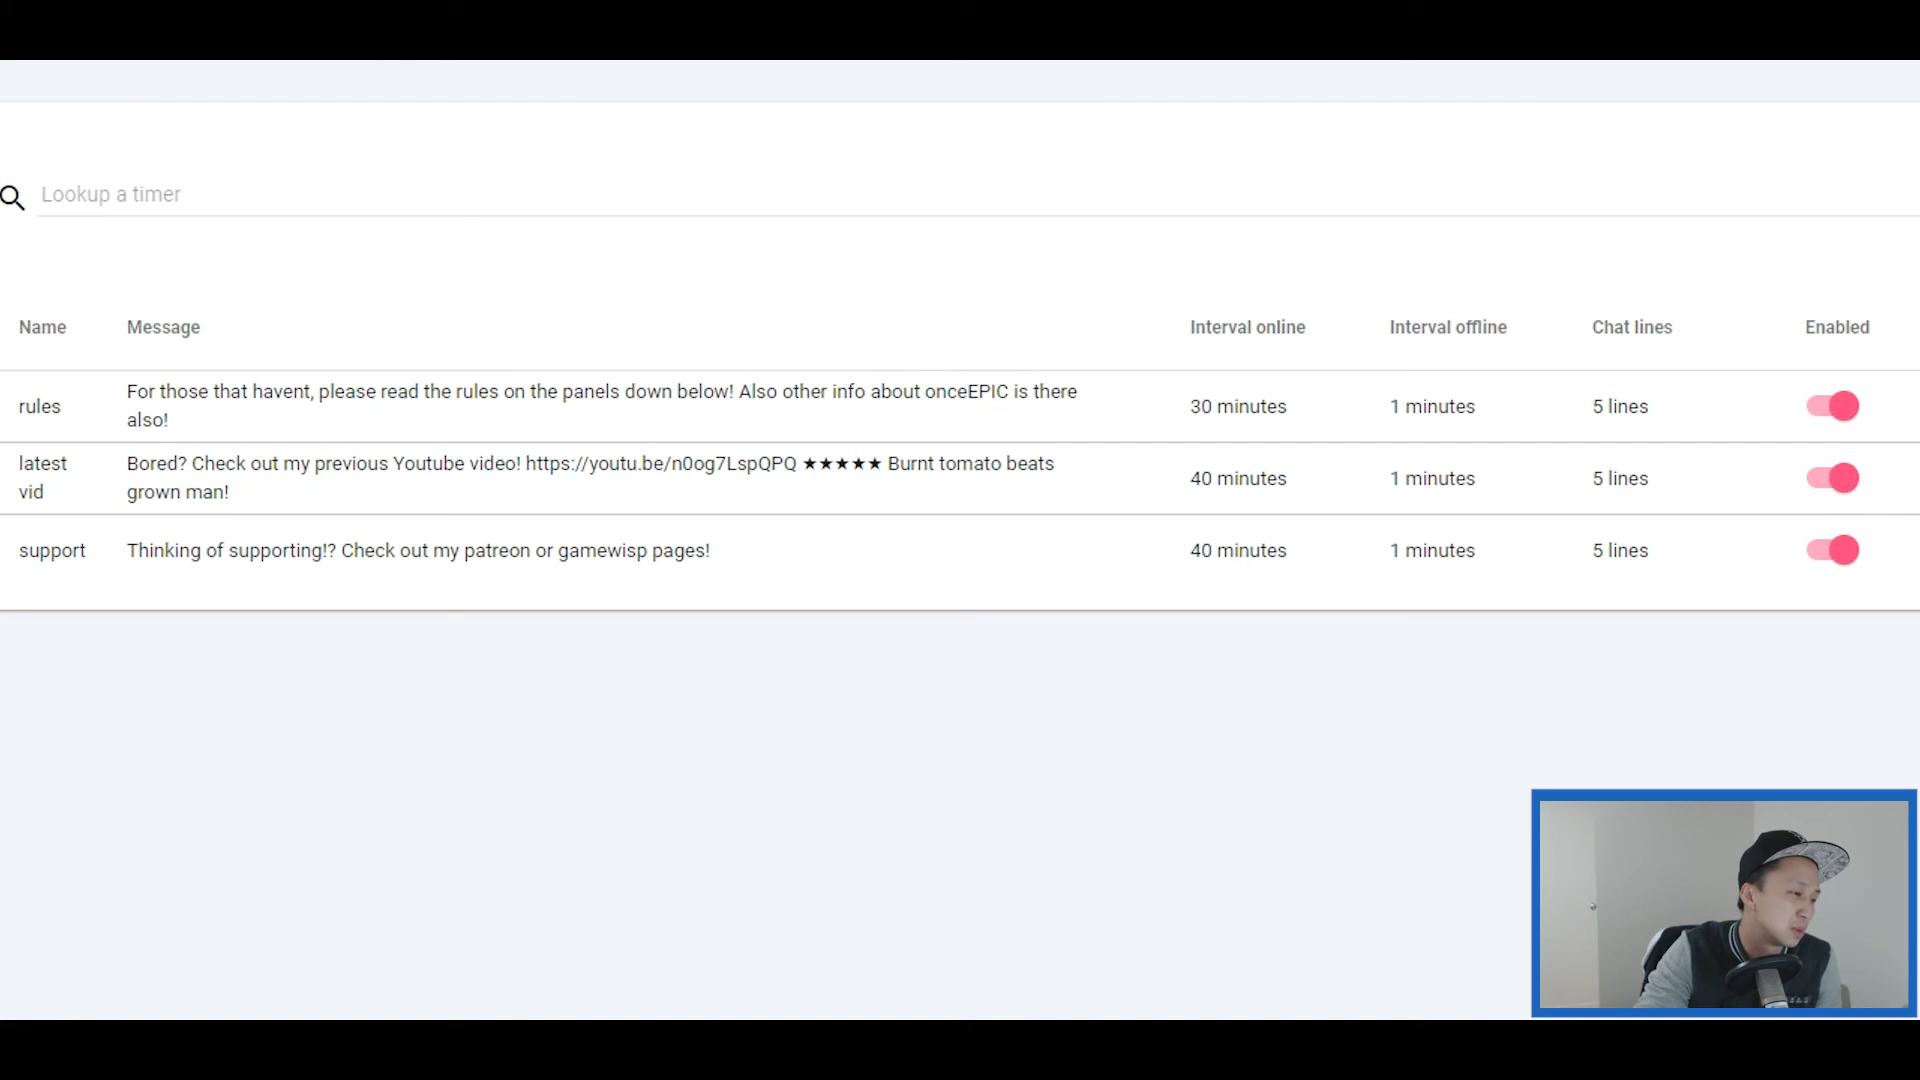 Lookup a timer
Name Message Interval online Interval offline Chat lines Enabled
For those that havent, please read the rules on the panels down below! Also other info about onceEPIC is there
rules 30 minutes 1 minutes 5 lines
also!
latest Bored? Check out my previous Youtube video! https://youtu.be/n0og7LspQPQ ★★★★★ Burnt tomato beats
40 minutes 1 minutes 5 lines
vid grown man!
support Thinking of supporting!? Check out my patreon or gamewisp pages! 40 minutes 1 minutes 5 lines